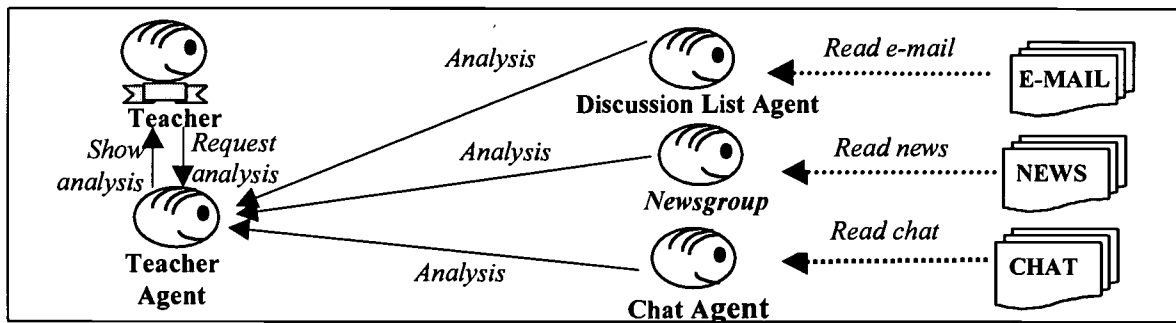 Teacher
Show analysis
Request analysis
Teacher Agent
Analysis
Analysis
Analysis
Discussion List Agent
Newsgroup
Chat Agent
Read e-mail
Read news
Read chat
E-MAIL
NEWS
CHAT